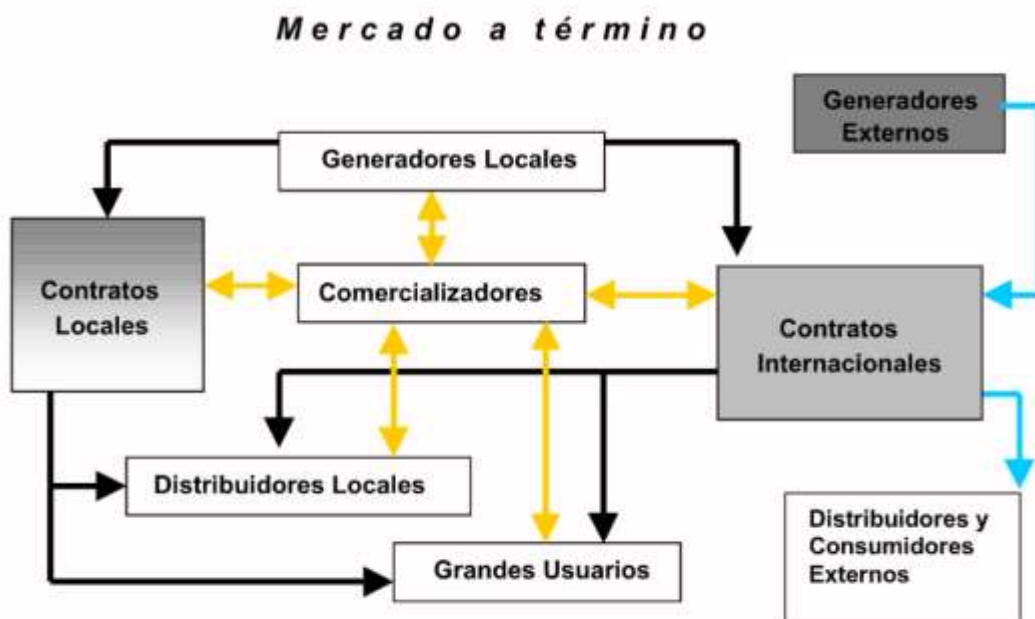 Mercado a término
Generadores
Externos
Generadores Locales
Contratos
Locales
Comercializadores
Contratos
Internacionales
Distribuidores Locales
Grandes Usuarios
Distribuidores y
Consumidores
Externos